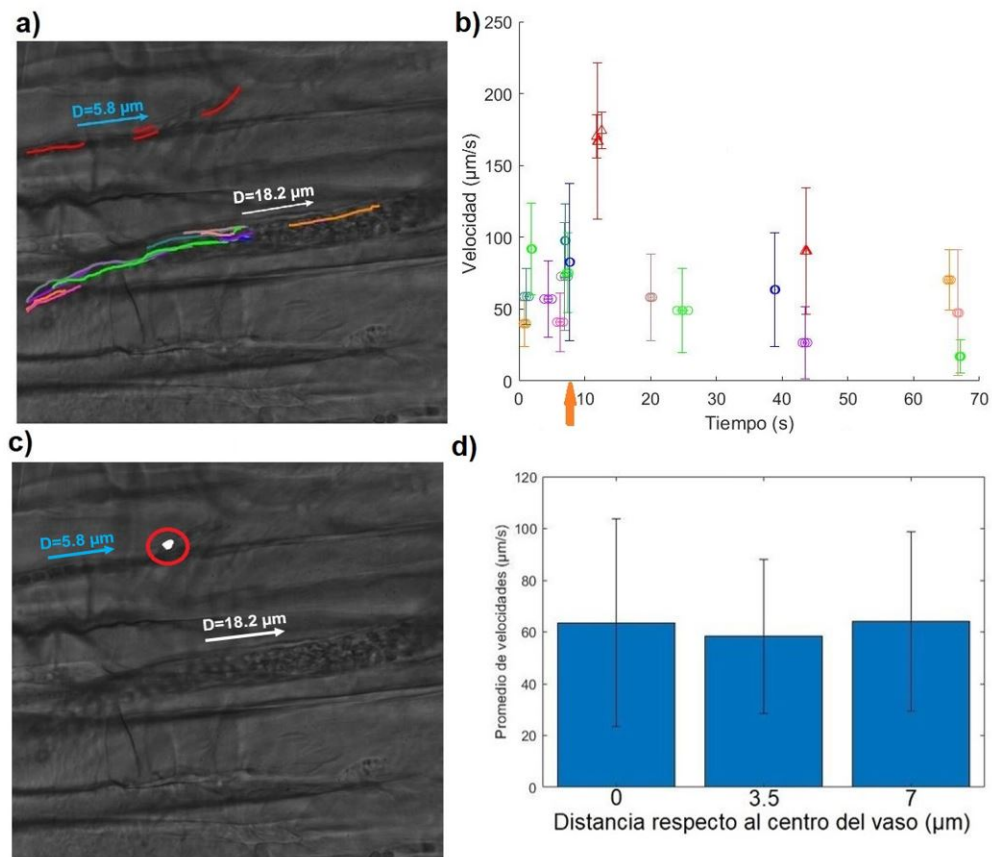 a)
D=5.8 µm
D=18.2 µm
b)
250
200
150
100
50
0
Velocidad (µm/s)
0 10 20 30 40 50 60 70
Tiempo (s)
c)
D=5.8 µm
D=18.2 µm
d)
120
100
80
60
40
20
0
Promedio de velocidades (µm/s)
0 3.5 7
Distancia respecto al centro del vaso (µm)